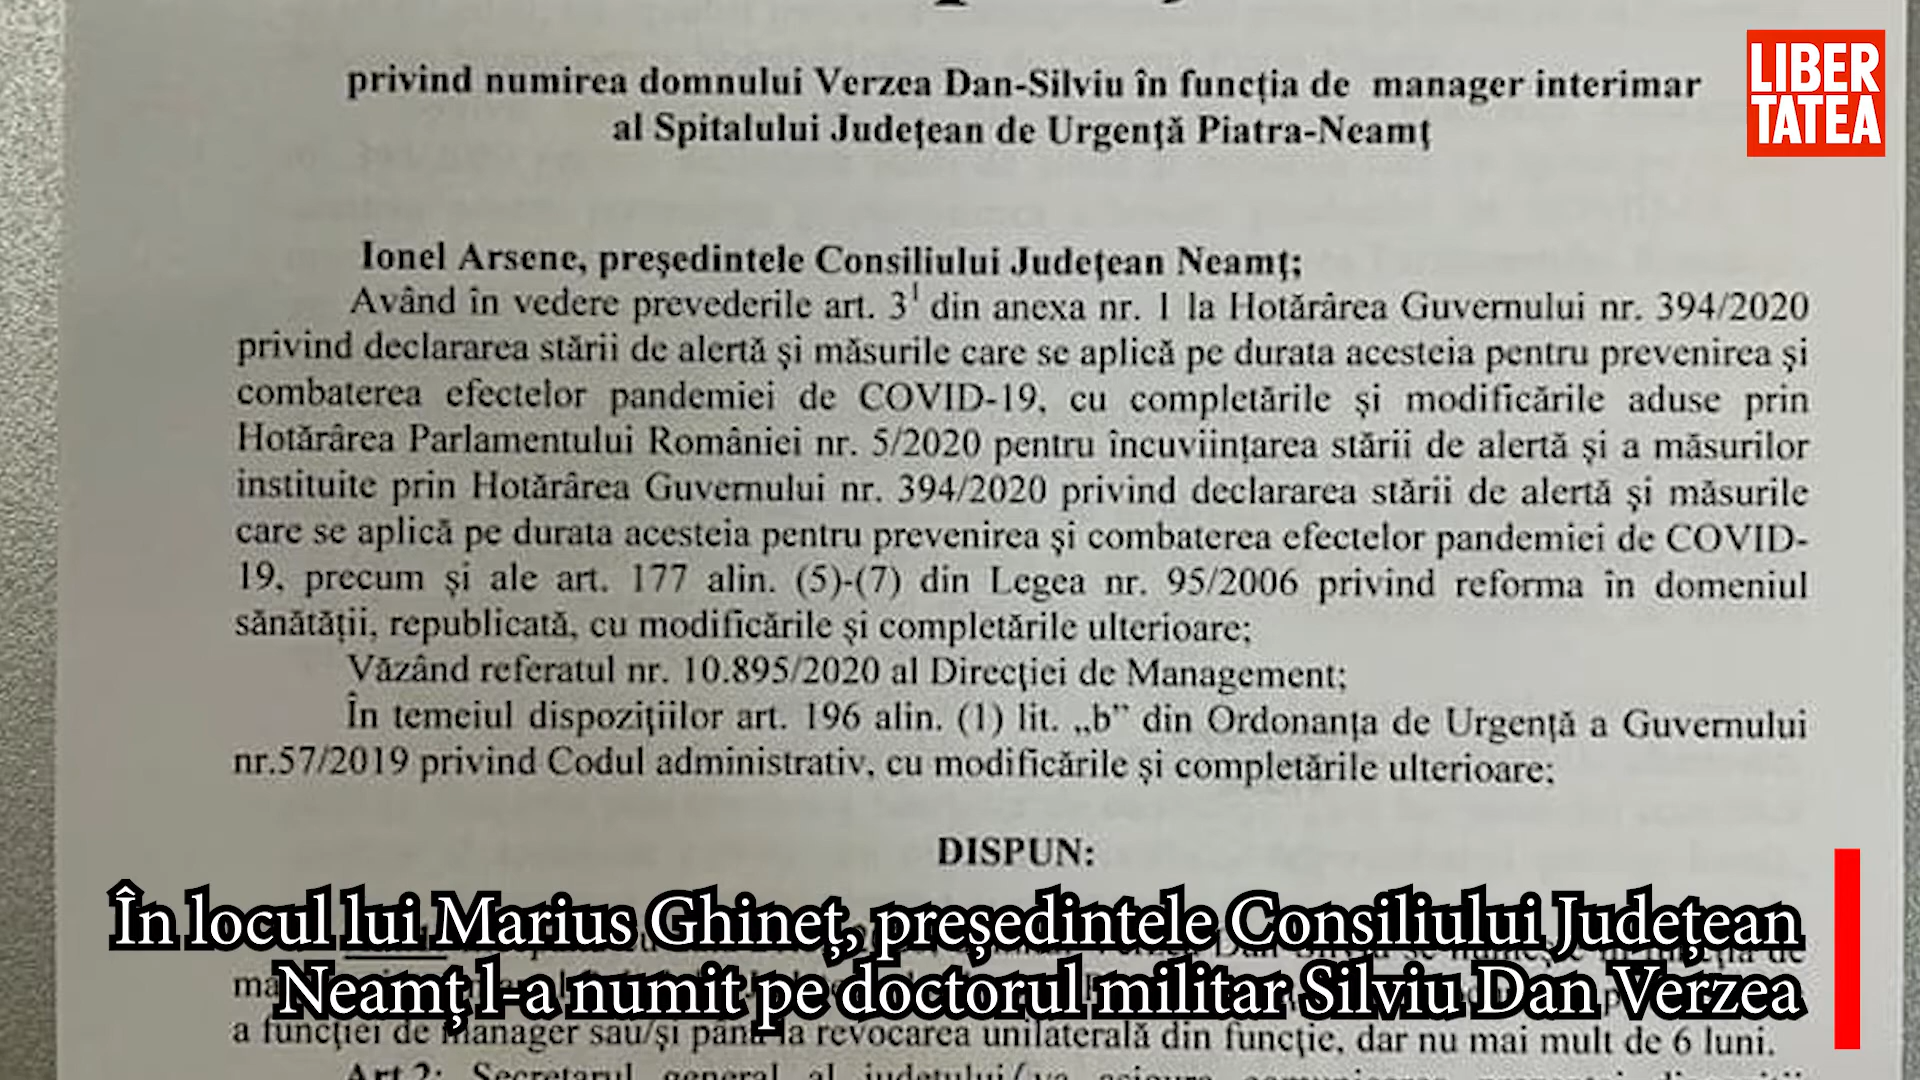 LIBER
TATEA
privind numirea domnului Verzea Dan-Silviu în funcţia de manager interimar
al Spitalului Judeţean de Urgenţă Piatra-Neamţ
Ionel Arsene, preşedintele Consiliului Judeţean Neamţ;
Având în vedere prevederile art. 3¹ din anexa nr. 1 la Hotărârea Guvernului nr. 394/2020
privind declararea stării de alertă şi măsurile care se aplică pe durata acesteia pentru prevenirea şi
combaterea efectelor pandemiei de COVID-19, cu completările şi modificările aduse prin
Hotărârea Parlamentului României nr. 5/2020 pentru încuviinţarea stării de alertă şi a măsurilor
instituite prin Hotărârea Guvernului nr. 394/2020 privind declararea stării de alertă şi măsurile
care se aplică pe durata acesteia pentru prevenirea şi combaterea efectelor pandemiei de COVID-
19, precum şi ale art. 177 alin. (5)-(7) din Legea nr. 95/2006 privind reforma în domeniul
sănătăţii, republicată, cu modificările şi completările ulterioare;
Văzând referatul nr. 10.895/2020 al Direcţiei de Management;
În temeiul dispoziţiilor art. 196 alin. (1) lit. „b” din Ordonanţa de Urgenţă a Guvernului
nr.57/2019 privind Codul administrativ, cu modificările şi completările ulterioare;
DISPUN:
În locul lui Marius Ghineț, președintele Consiliului Județean
Neamț l-a numit pe doctorul militar Silviu Dan Verzea
a funcţiei de manager sau/şi până la revocarea unilaterală din funcţie, dar nu mai mult de 6 luni.
Art.2: Secretarul general al judeţului